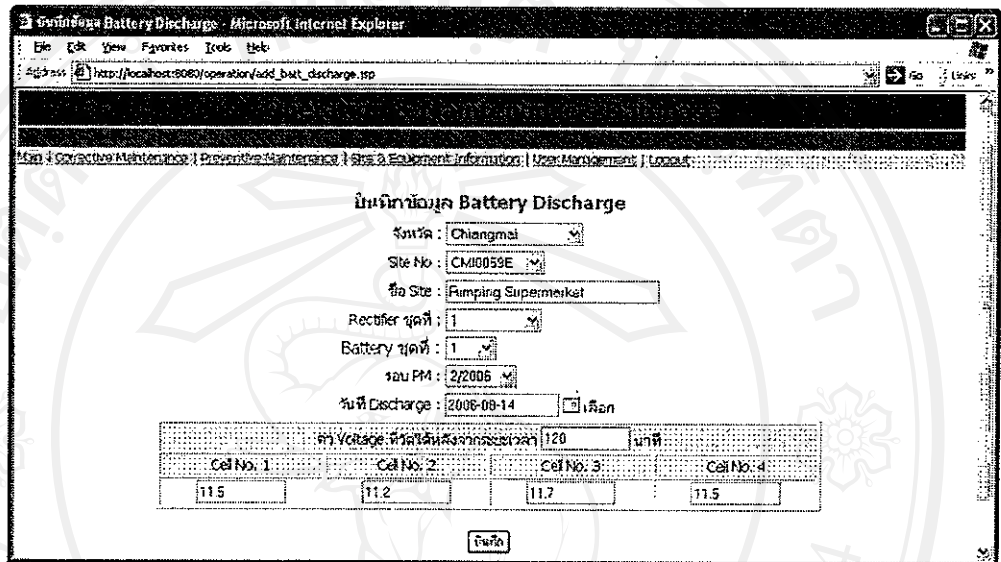 บันทึกข้อมูล Battery Discharge - Microsoft Internet Explorer
File Edit View Favorites Tools Help
Address http://localhost:8080/operation/add_batt_discharge.jsp Go Links »
Main | Corrective Maintenance | Preventive Maintenance | Site & Equipment Information | User Management | Logout
บันทึกข้อมูล Battery Discharge
จังหวัด : Chiangmai
Site No : CMI0059E
ชื่อ Site : Rimping Supermarket
Rectifier ชุดที่ : 1
Battery ชุดที่ : 1
รอบ PM : 2/2006
วันที่ Discharge : 2006-08-14 เลือก
ค่า Voltage ที่วัดได้หลังจากระยะเวลา 120 นาที
Cell No. 1 Cell No. 2 Cell No. 3 Cell No. 4
11.5 11.2 11.7 11.5
บันทึก